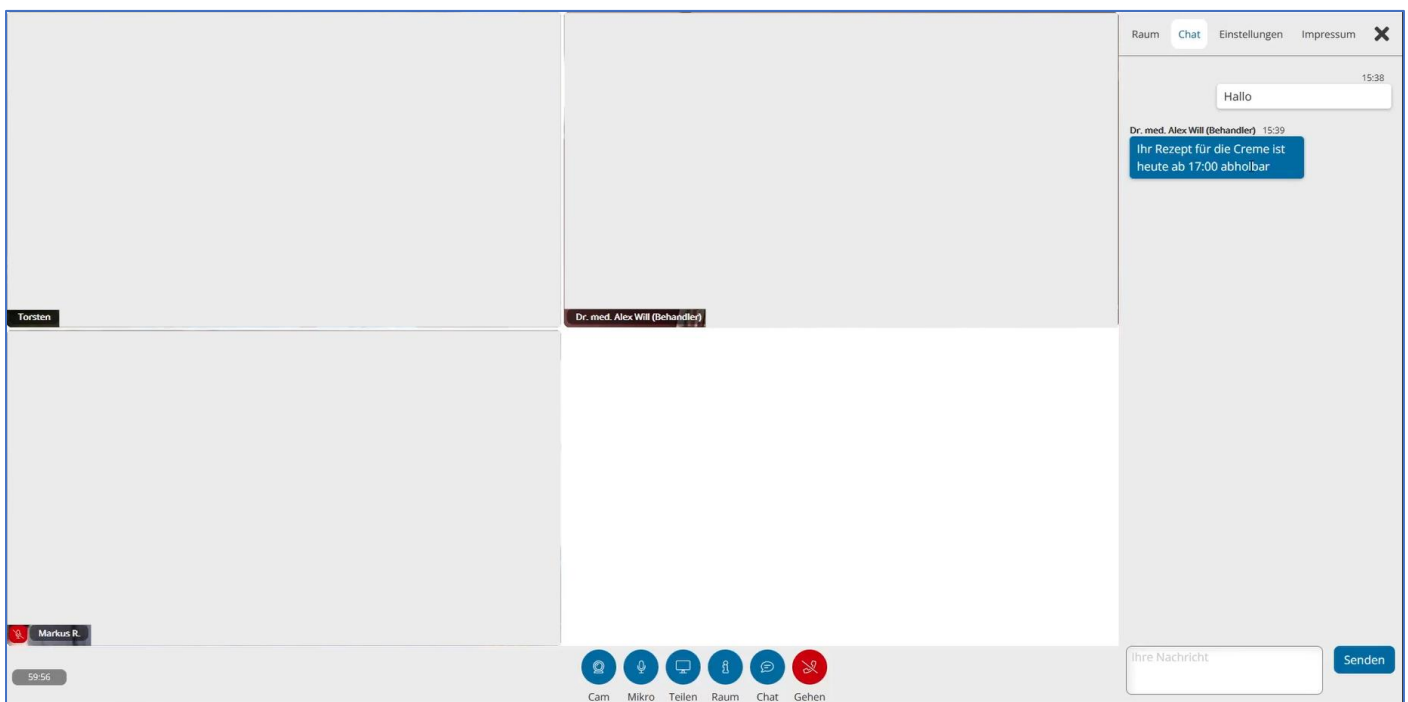 Raum Chat Einstellungen Impressum
15:38
Hallo
Dr. med. Alex Will (Behandler) 15:39
Ihr Rezept für die Creme ist
heute ab 17:00 abholbar
Torsten
Dr. med. Alex Will (Behandler)
Markus R.
59:56
Cam Mikro Teilen Raum Chat Gehen
Ihre Nachricht
Senden